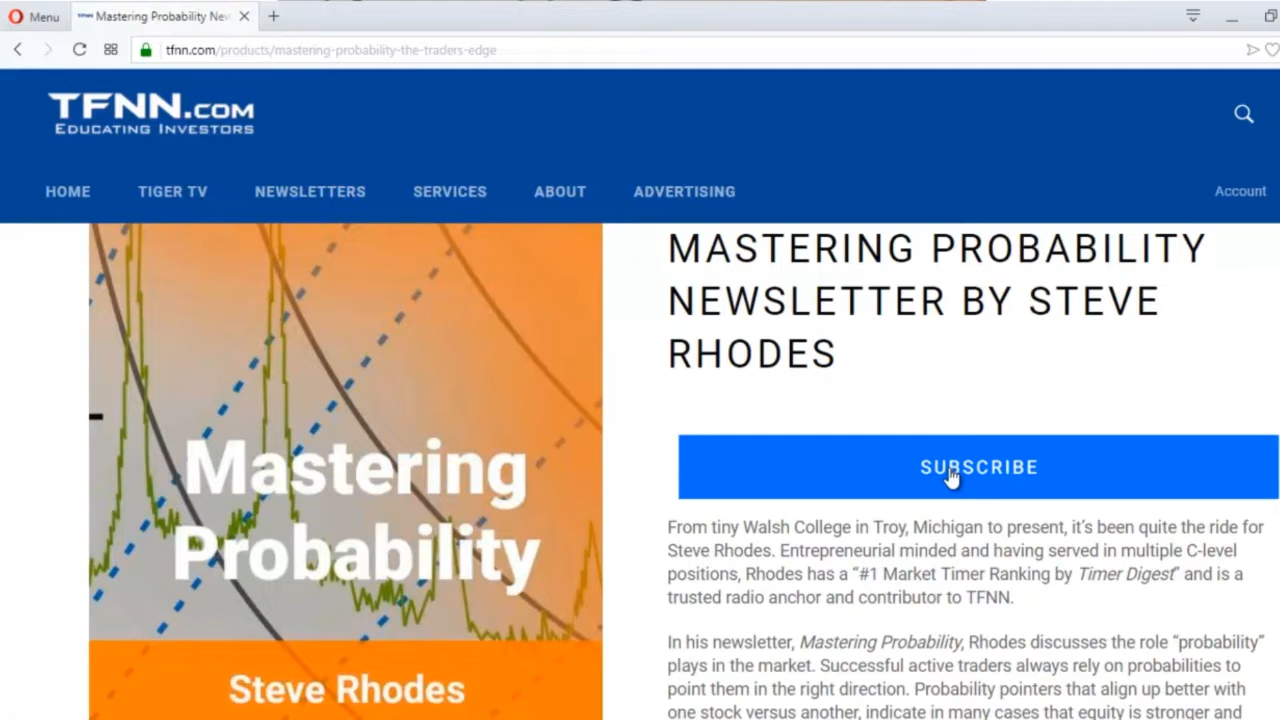 Menu
TFNN Mastering Probability New
tfnn.com/products/mastering-probability-the-traders-edge
TFNN.COM
EDUCATING INVESTORS
HOME TIGER TV NEWSLETTERS SERVICES ABOUT ADVERTISING Account
MASTERING PROBABILITY
NEWSLETTER BY STEVE
RHODES
Mastering
Probability
Steve Rhodes
SUBSCRIBE
From tiny Walsh College in Troy, Michigan to present, it’s been quite the ride for
Steve Rhodes. Entrepreneurial minded and having served in multiple C-level
positions, Rhodes has a “#1 Market Timer Ranking by Timer Digest” and is a
trusted radio anchor and contributor to TFNN.
In his newsletter, Mastering Probability, Rhodes discusses the role “probability”
plays in the market. Successful active traders always rely on probabilities to
point them in the right direction. Probability pointers that align up better with
one stock versus another, indicate in many cases that equity is stronger and